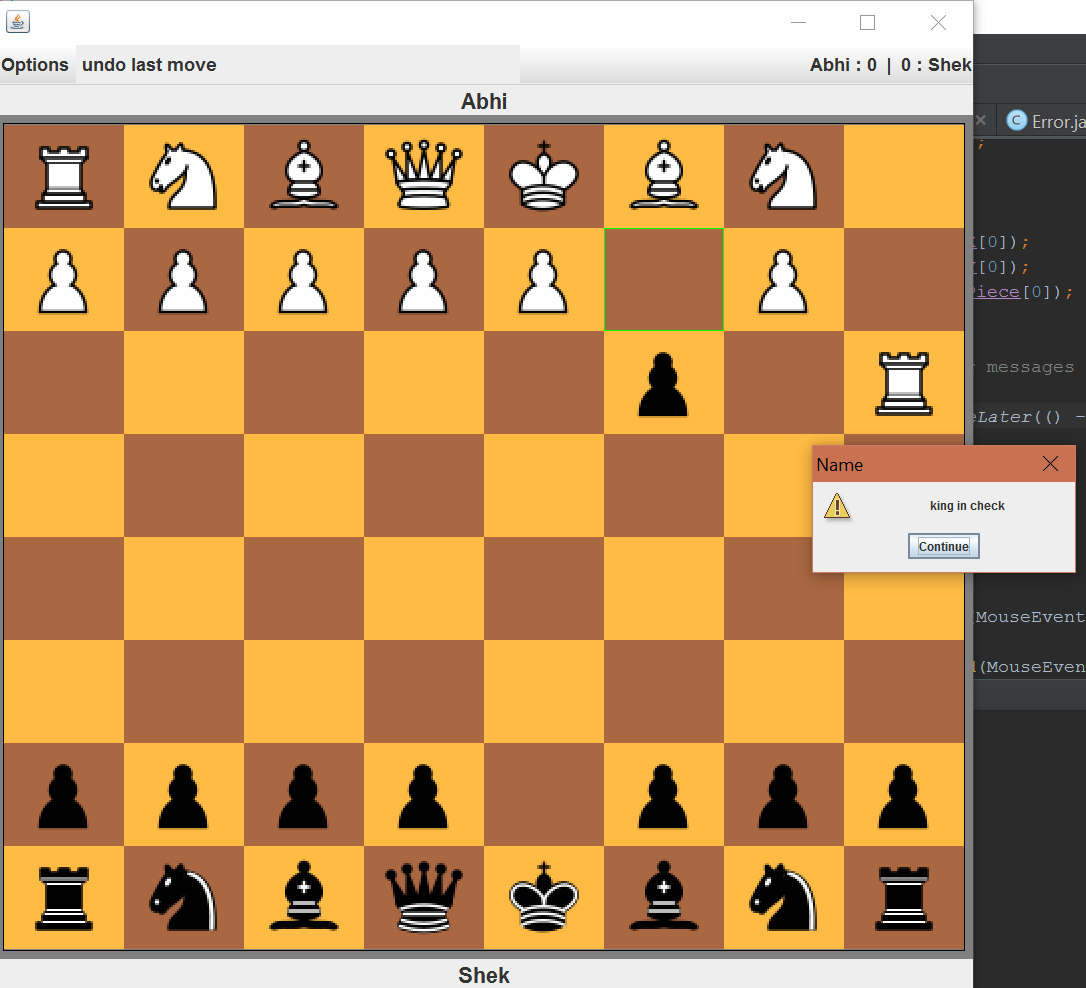 Options undo last move Abhi : 0 | 0 : Shek
Abhi
Error.ja
;
[0]);
[0]);
Piece[0]);
messages
Later(() -
Name
king in check
Continue
(MouseEvent
(MouseEven
Shek